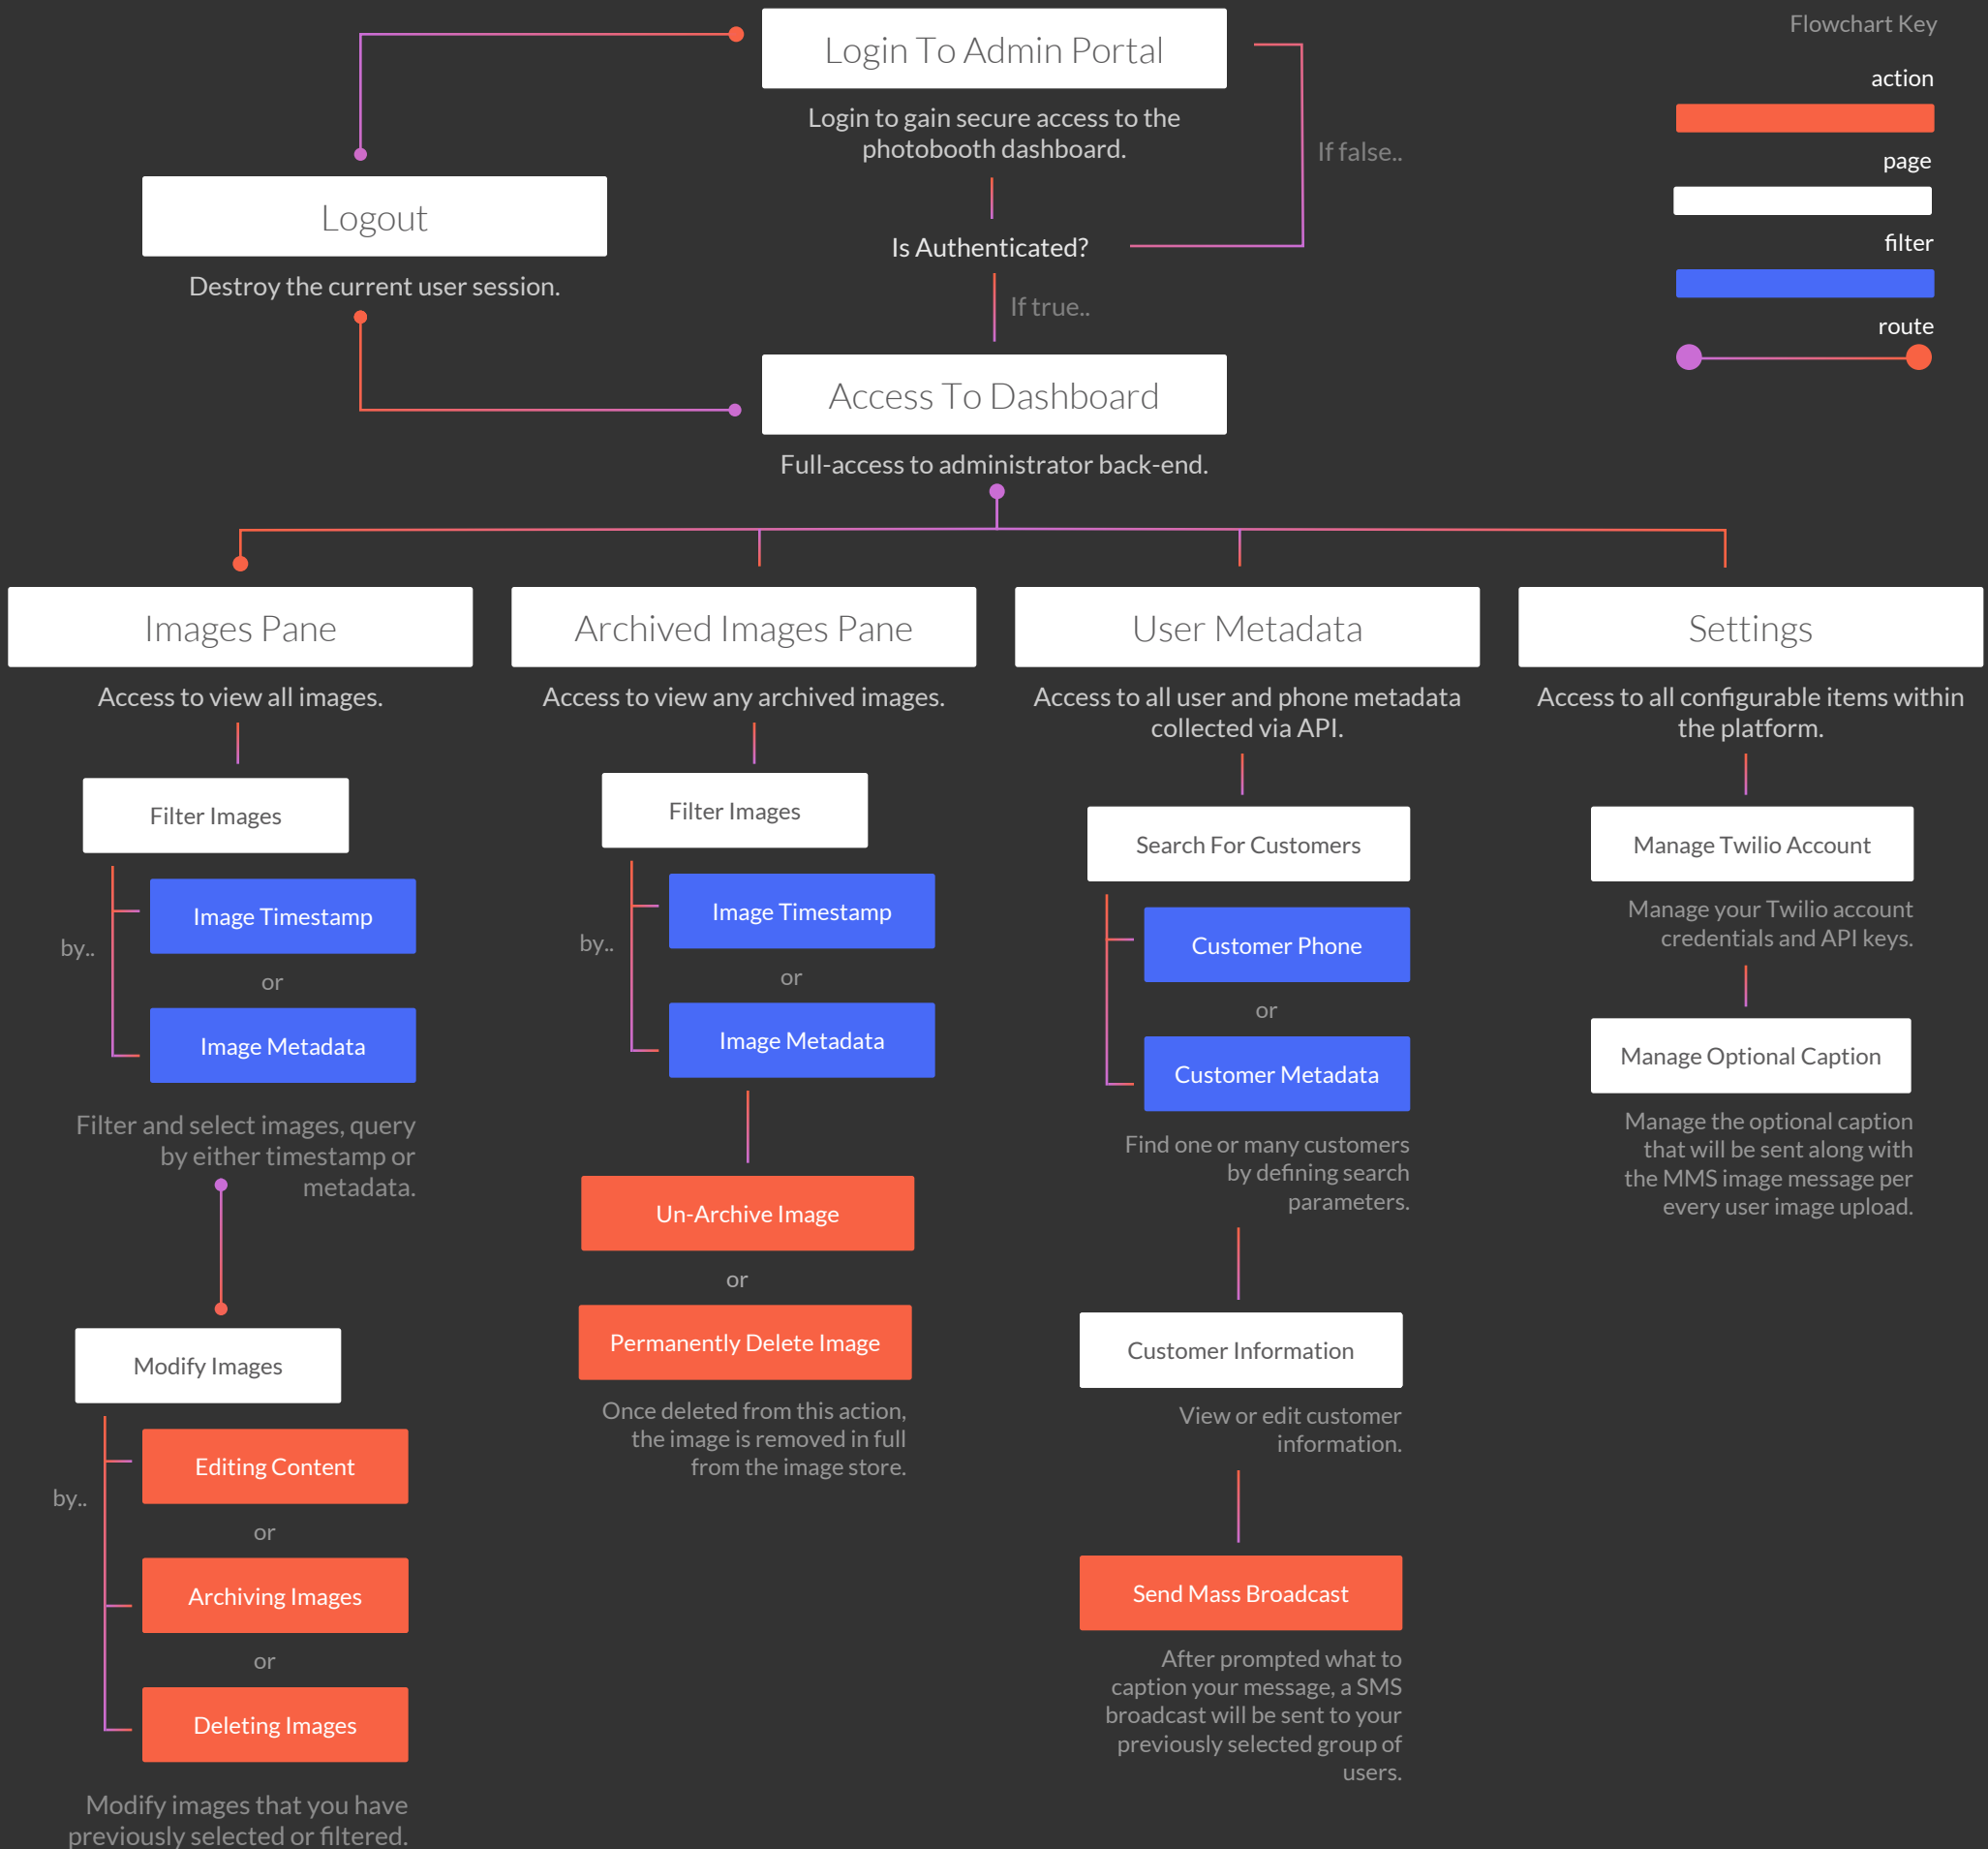 Flowchart Key
action
page
filter
route
Login To Admin Portal
Login to gain secure access to the
photobooth dashboard.
If false..
Is Authenticated?
If true..
Logout
Destroy the current user session.
Access To Dashboard
Full-access to administrator back-end.
Images Pane
Access to view all images.
Filter Images
by..
Image Timestamp
or
Image Metadata
Filter and select images, query
by either timestamp or
metadata.
Modify Images
by..
Editing Content
or
Archiving Images
or
Deleting Images
Modify images that you have
previously selected or filtered.
Archived Images Pane
Access to view any archived images.
Filter Images
by..
Image Timestamp
or
Image Metadata
Un-Archive Image
or
Permanently Delete Image
Once deleted from this action,
the image is removed in full
from the image store.
User Metadata
Access to all user and phone metadata
collected via API.
Search For Customers
Customer Phone
or
Customer Metadata
Find one or many customers
by defining search
parameters.
Customer Information
View or edit customer
information.
Send Mass Broadcast
After prompted what to
caption your message, a SMS
broadcast will be sent to your
previously selected group of
users.
Settings
Access to all configurable items within
the platform.
Manage Twilio Account
Manage your Twilio account
credentials and API keys.
Manage Optional Caption
Manage the optional caption
that will be sent along with
the MMS image message per
every user image upload.